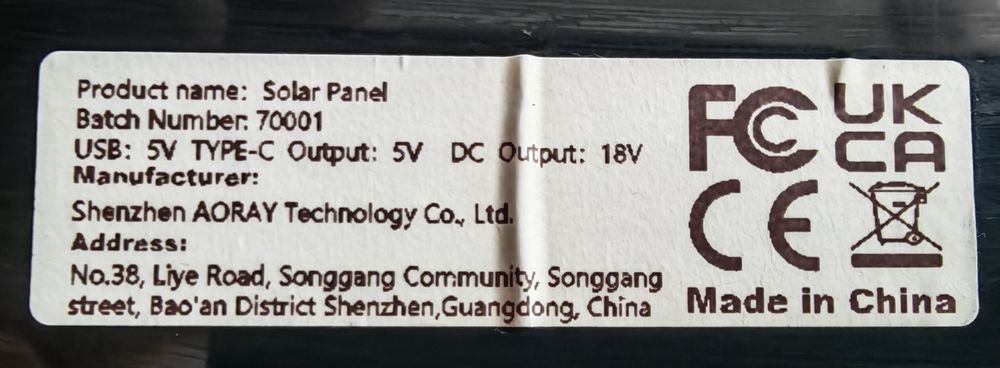 Product name: Solar Panel
Batch Number: 70001
USB: 5V TYPE-C Output: 5V DC Output: 18V
Manufacturer:
Shenzhen AORAY Technology Co., Ltd.
Address:
No.38, Liye Road, Songgang Community, Songgang
street, Bao'an District Shenzhen,Guangdong, China
FC
UK
CA
CE
Made in China